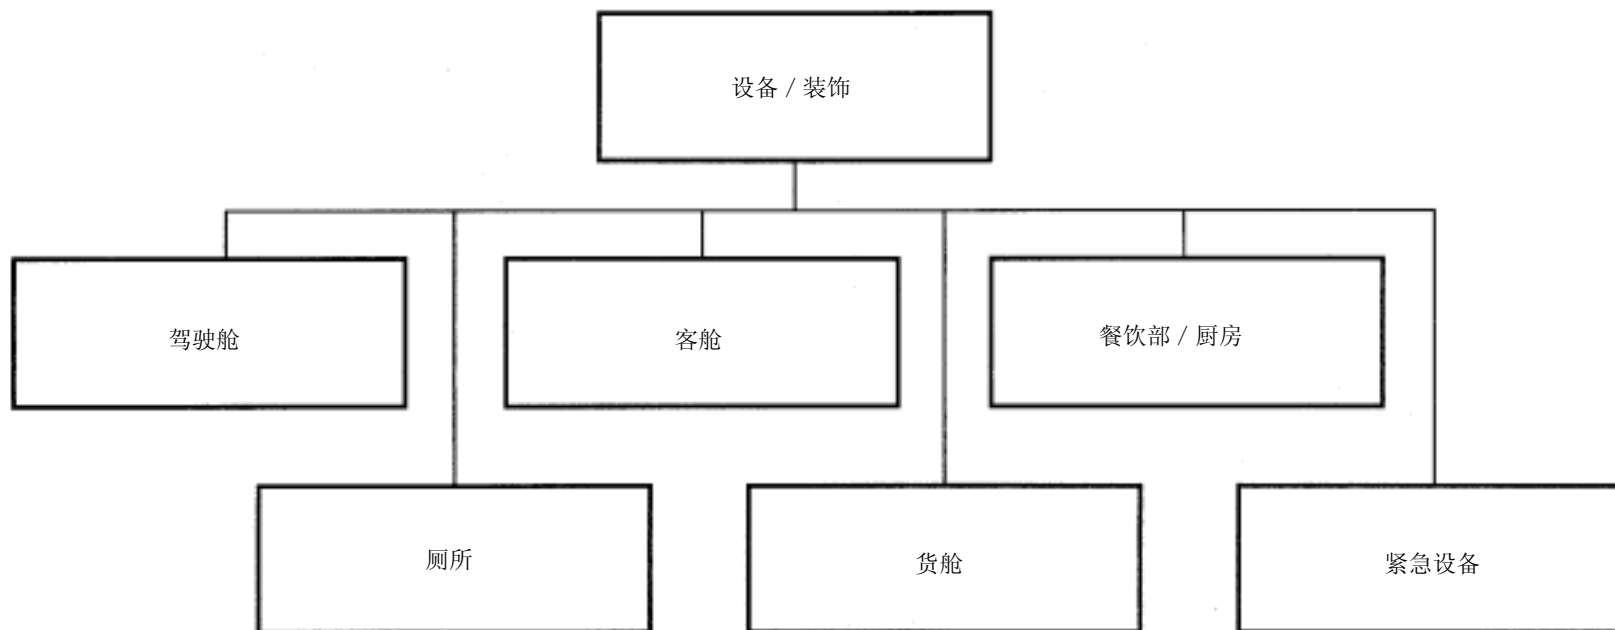 设备 / 装饰
驾驶舱
客舱
餐饮部 / 厨房
厕所
货舱
紧急设备